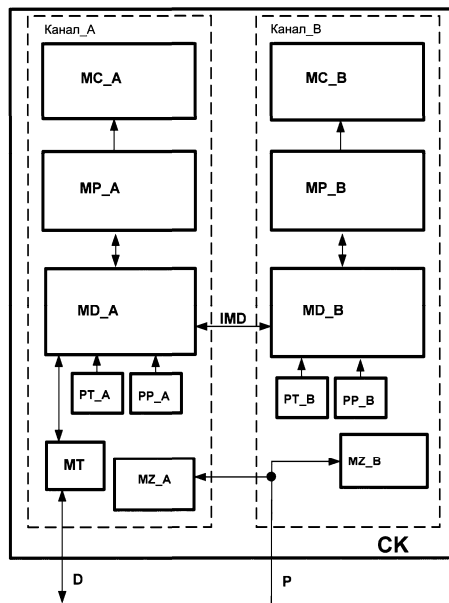 Канал_A
Канал_B
MC_A
MC_B
MP_A
MP_B
MD_A
IMD
MD_B
PT_A
PP_A
PT_B
PP_B
MT
MZ_A
MZ_B
CK
D
P